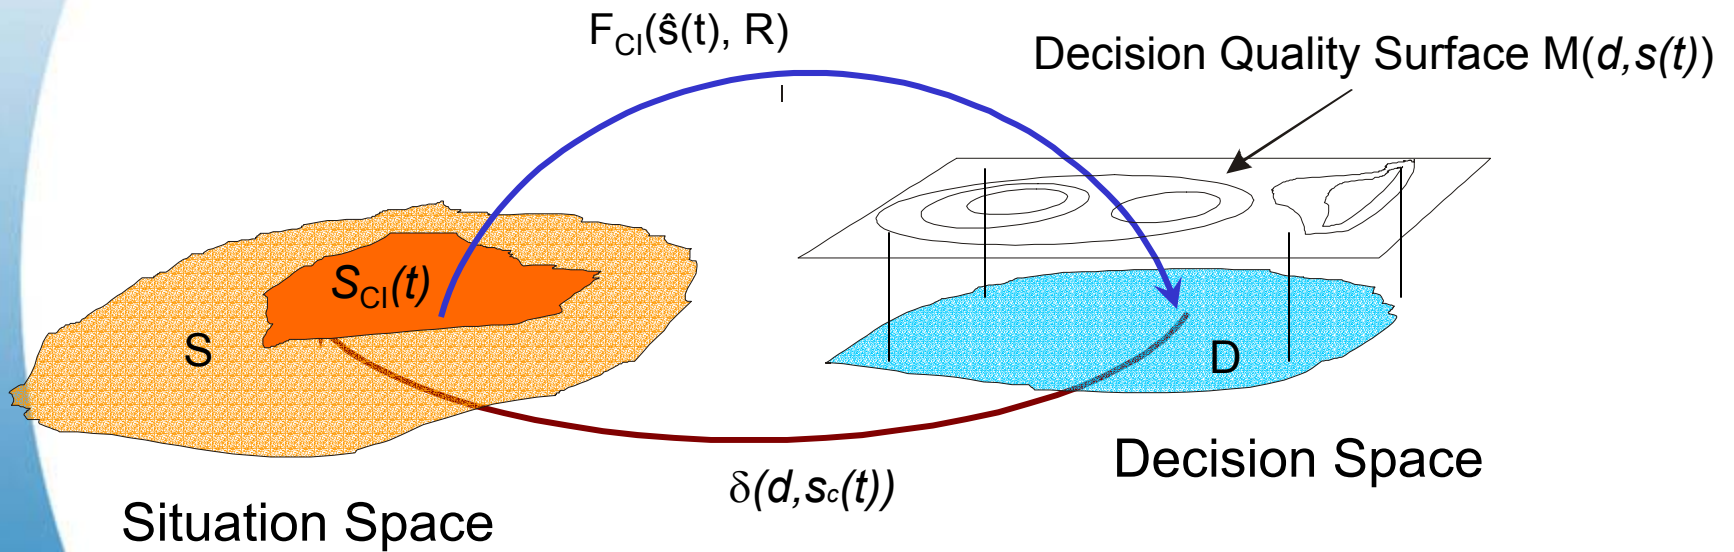 F_CI(ŝ(t), R)
Decision Quality Surface M(d,s(t))
S_CI(t)
S
D
δ(d,s_c(t))
Decision Space
Situation Space